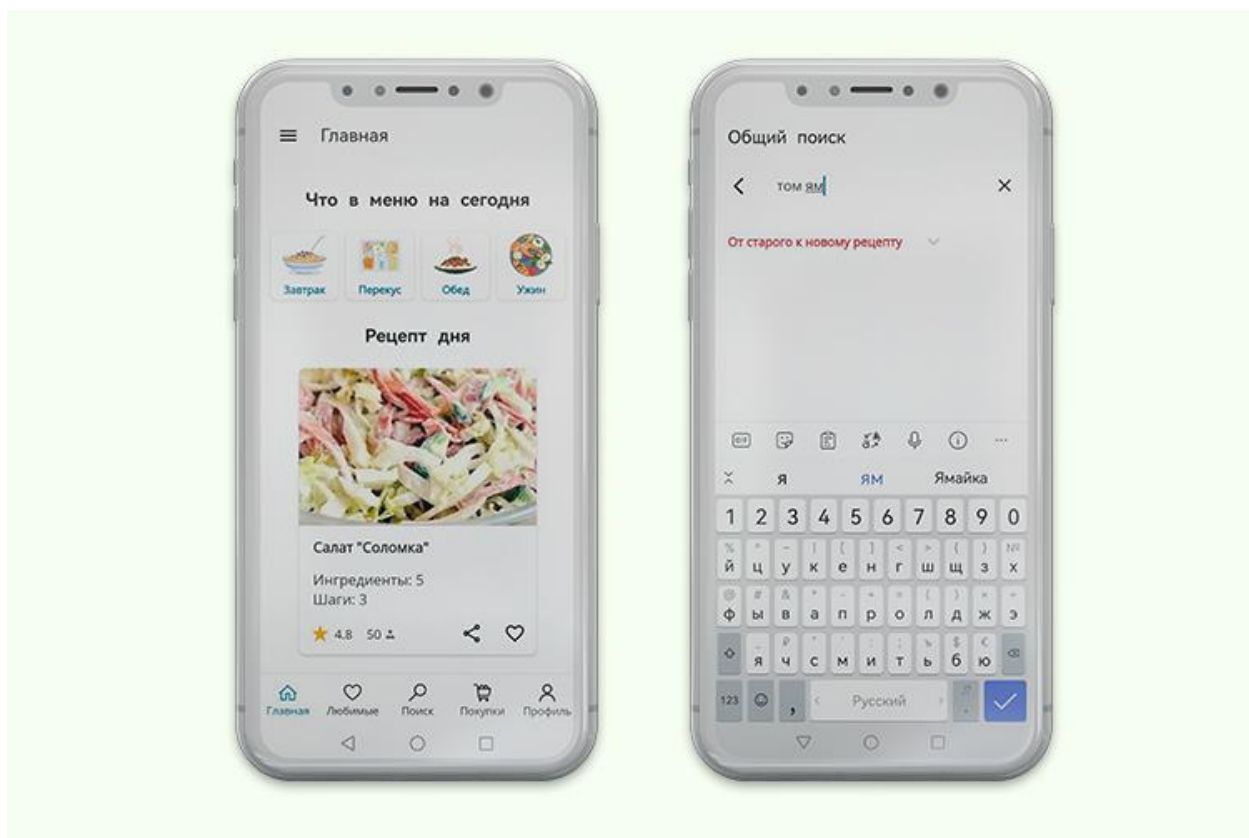 Главная
Что в меню на сегодня
Завтрак Перекус Обед Ужин
Рецепт дня
Салат "Соломка"
Ингредиенты: 5
Шаги: 3
4.8 50
Главная Любимые Поиск Покупки Профиль
Общий поиск
том ям
От старого к новому рецепту
GIF
я ям Ямайка
1 2 3 4 5 6 7 8 9 0
й ц у к е н г ш щ з х
ф ы в а п р о л д ж э
я ч с м и т ь б ю
123 , Русский .